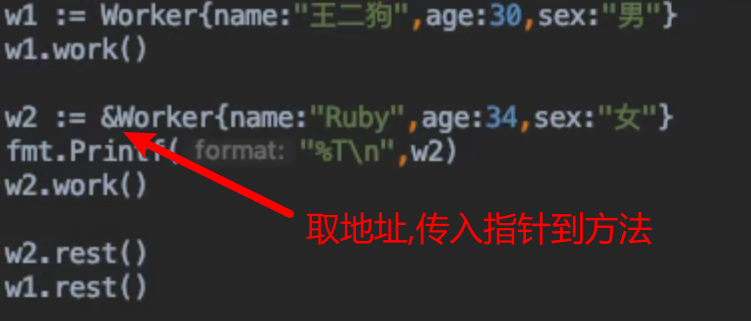 w1 := Worker{name:"王二狗",age:30,sex:"男"}
w1.work()
w2 := &Worker{name:"Ruby",age:34,sex:"女"}
fmt.Printf( format: "%T\n",w2)
w2.work()
取地址,传入指针到方法
w2.rest()
w1.rest()